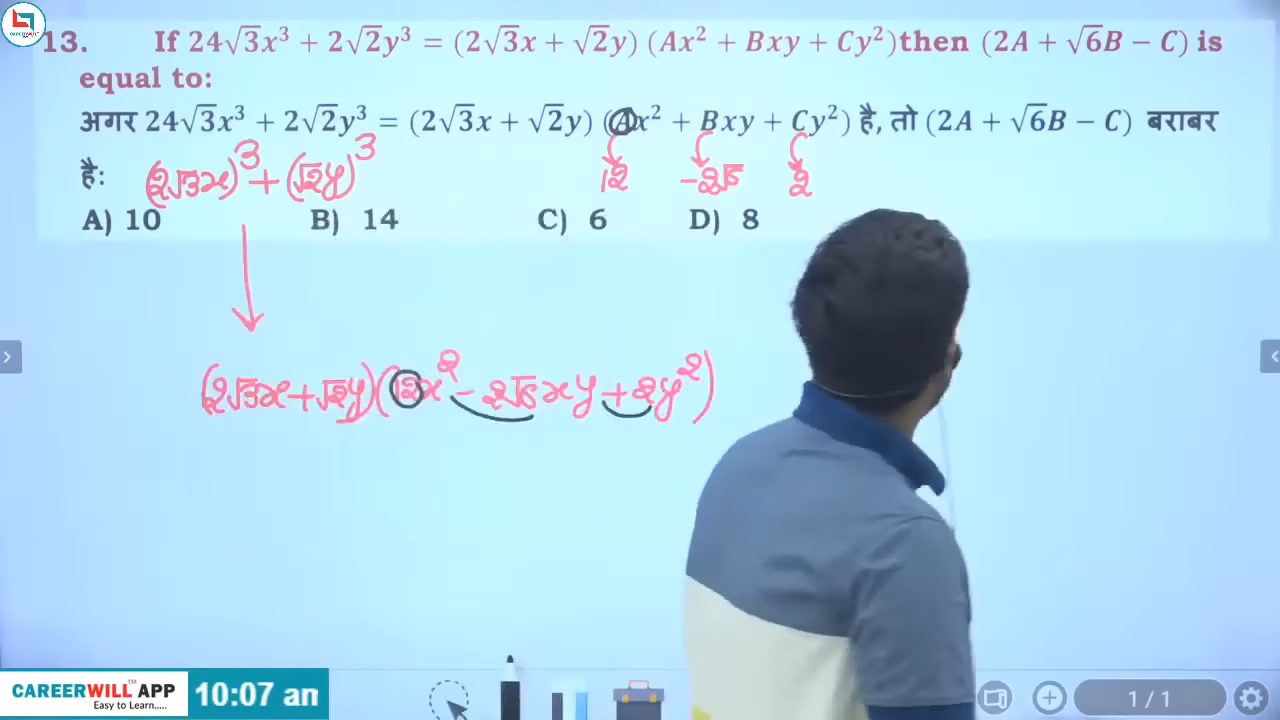 13. If 24√3x³ + 2√2y³ = (2√3x + √2y) (Ax² + Bxy + Cy²)then (2A + √6B − C) is
equal to:
अगर 24√3x³ + 2√2y³ = (2√3x + √2y) (Ax² + Bxy + Cy²) है, तो (2A + √6B − C) बराबर
है:
(2√3x)³ + (√2y)³
12 −2√6 2
A) 10 B) 14 C) 6 D) 8
(2√3x+√2y)(12x² − 2√6xy + 2y²)
CAREERWILL™ APP
Easy to Learn.....
10:07 am
1 / 1